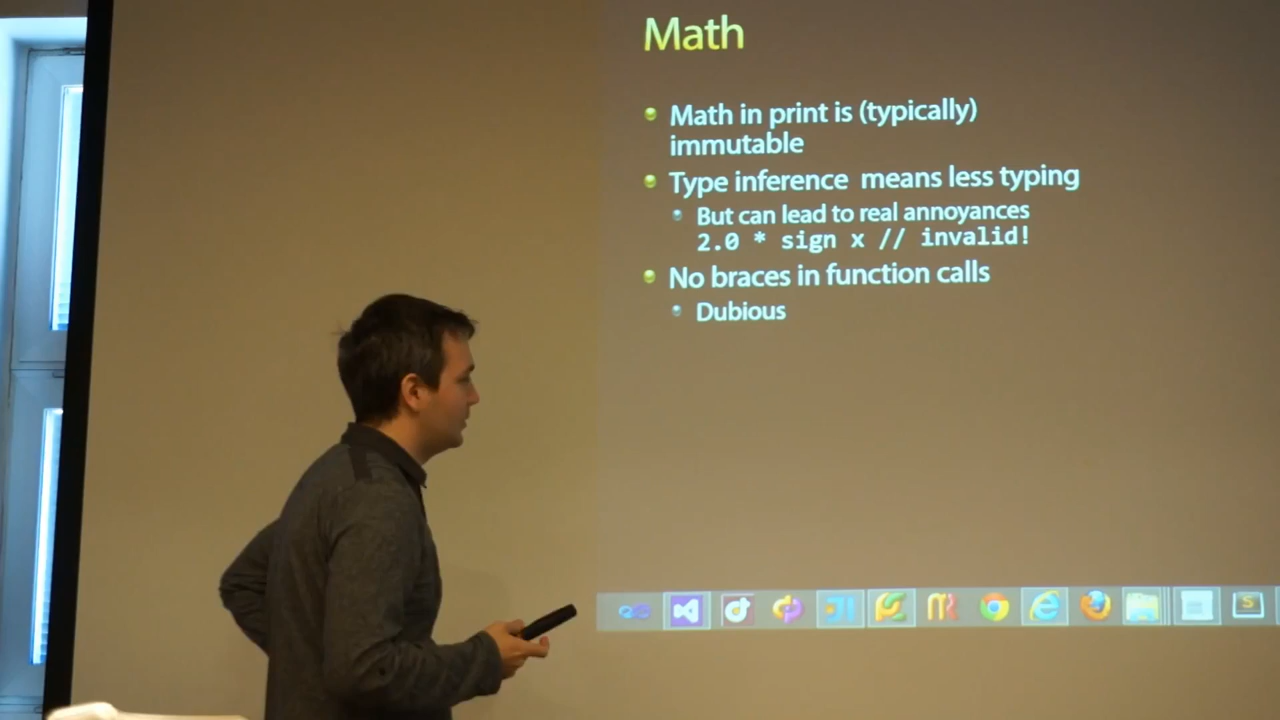 Math
Math in print is (typically)
immutable
Type inference means less typing
But can lead to real annoyances
2.0 * sign x // invalid!
No braces in function calls
Dubious